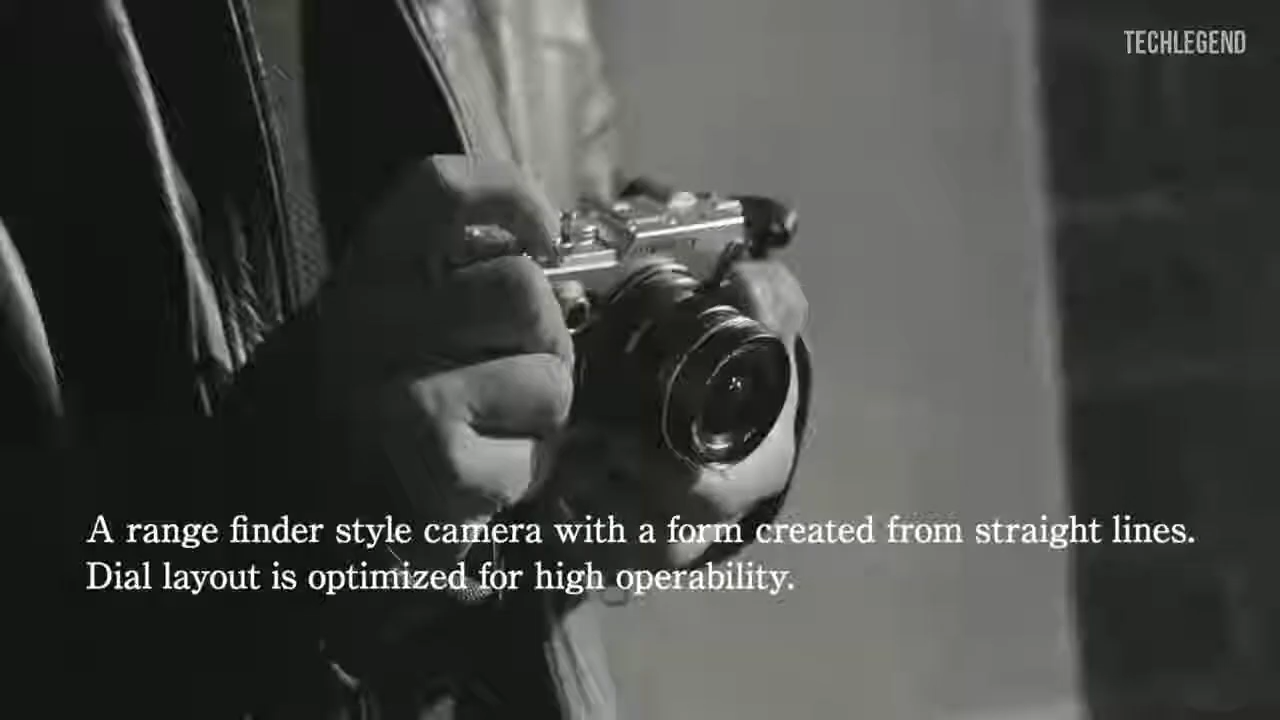 TECHLEGEND
A range finder style camera with a form created from straight lines.
Dial layout is optimized for high operability.